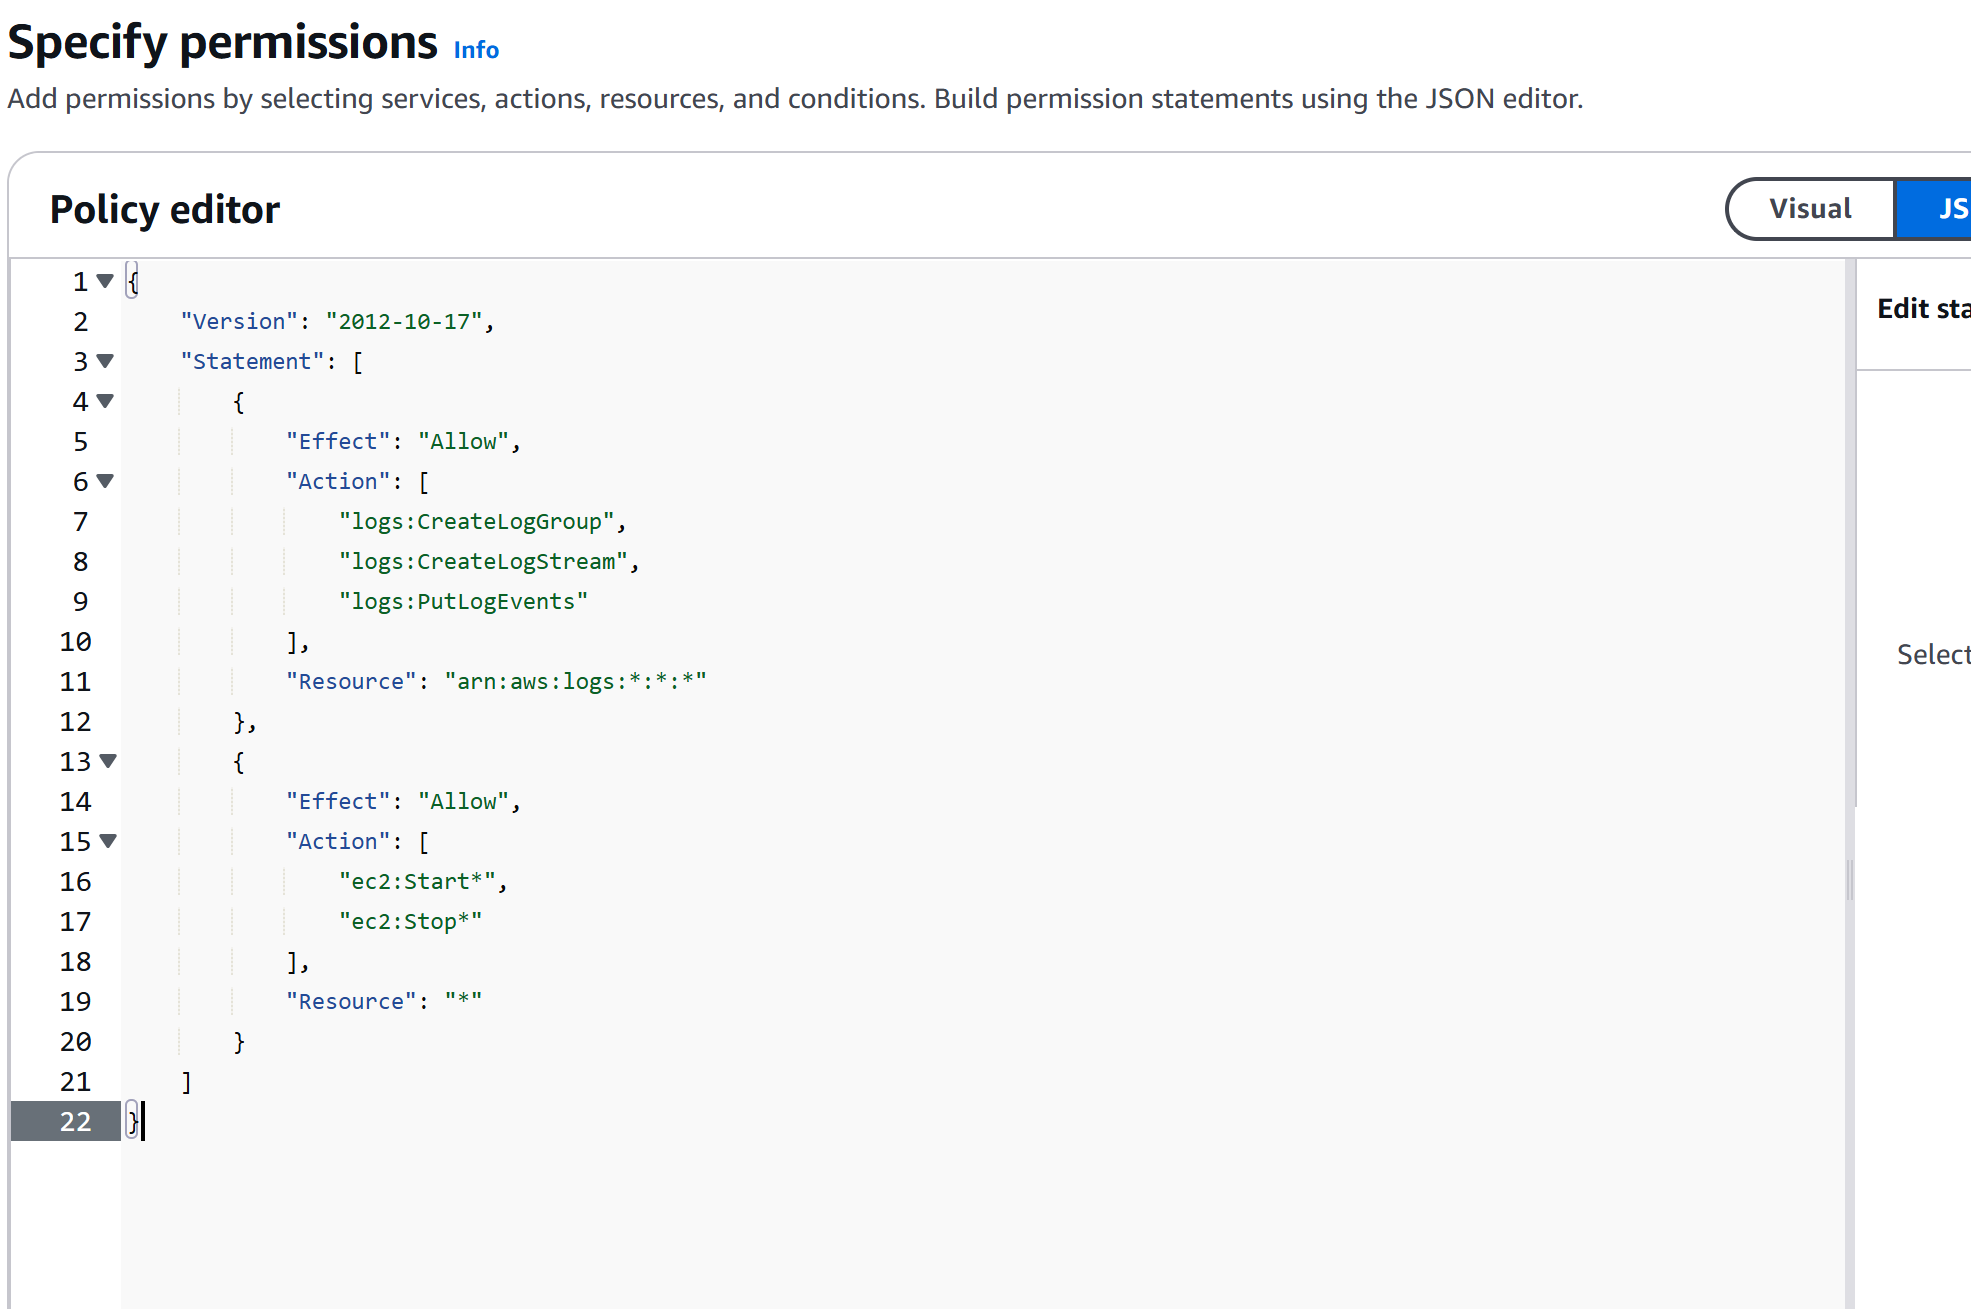 Specify permissions Info
Add permissions by selecting services, actions, resources, and conditions. Build permission statements using the JSON editor.
Policy editor
Visual
JS
1 {
2 "Version": "2012-10-17",
3 "Statement": [
4 {
5 "Effect": "Allow",
6 "Action": [
7 "logs:CreateLogGroup",
8 "logs:CreateLogStream",
9 "logs:PutLogEvents"
10 ],
11 "Resource": "arn:aws:logs:*:*:*"
12 },
13 {
14 "Effect": "Allow",
15 "Action": [
16 "ec2:Start*",
17 "ec2:Stop*"
18 ],
19 "Resource": "*"
20 }
21 ]
22 }
Edit sta
Select